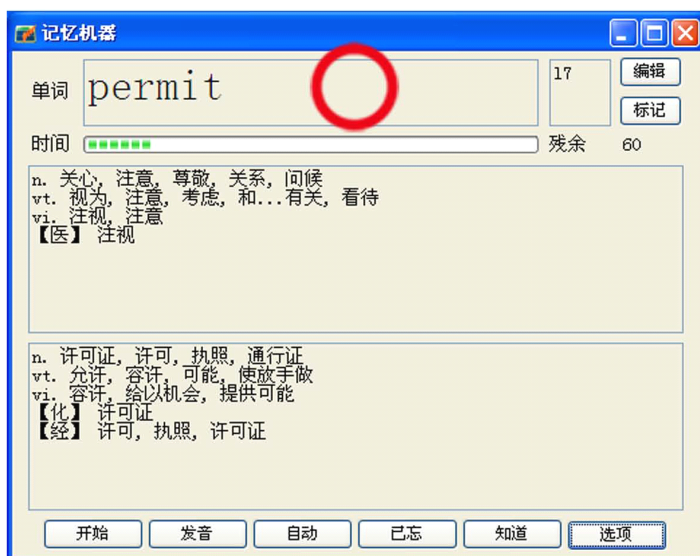 记忆机器
单词 permit 17 编辑
标记
时间 残余 60
n. 关心, 注意, 尊敬, 关系, 问候
vt. 视为, 注意, 考虑, 和...有关, 看待
vi. 注视, 注意
【医】 注视
n. 许可证, 许可, 执照, 通行证
vt. 允许, 容许, 可能, 使放手做
vi. 容许, 给以机会, 提供可能
【化】 许可证
【经】 许可, 执照, 许可证
开始 发音 自动 已忘 知道 选项